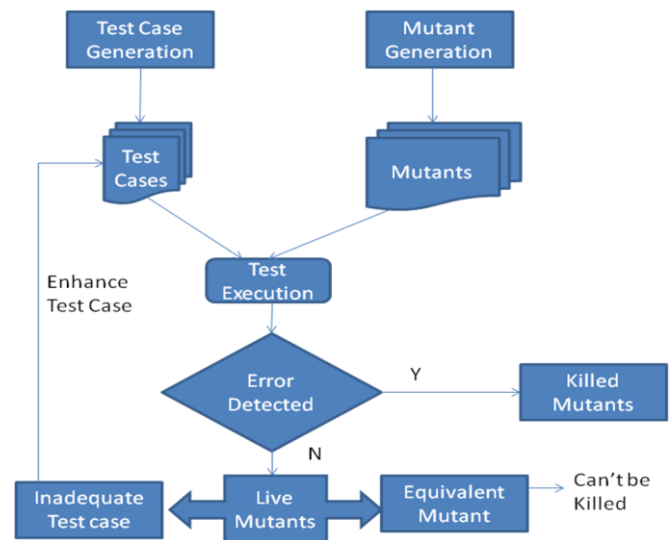 Test Case
Generation
Mutant
Generation
Test
Cases
Mutants
Enhance
Test Case
Test
Execution
Error
Detected
Y
Killed
Mutants
N
Inadequate
Test case
Live
Mutants
Equivalent
Mutant
Can't be
Killed